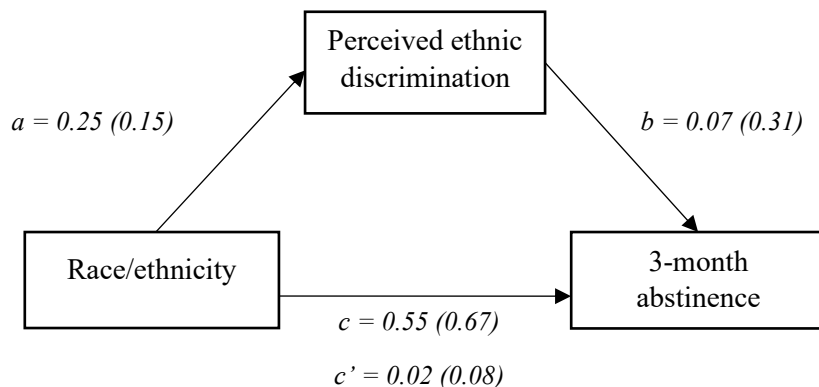 Perceived ethnic
discrimination
a = 0.25 (0.15)
b = 0.07 (0.31)
Race/ethnicity
3-month
abstinence
c = 0.55 (0.67)
c’ = 0.02 (0.08)